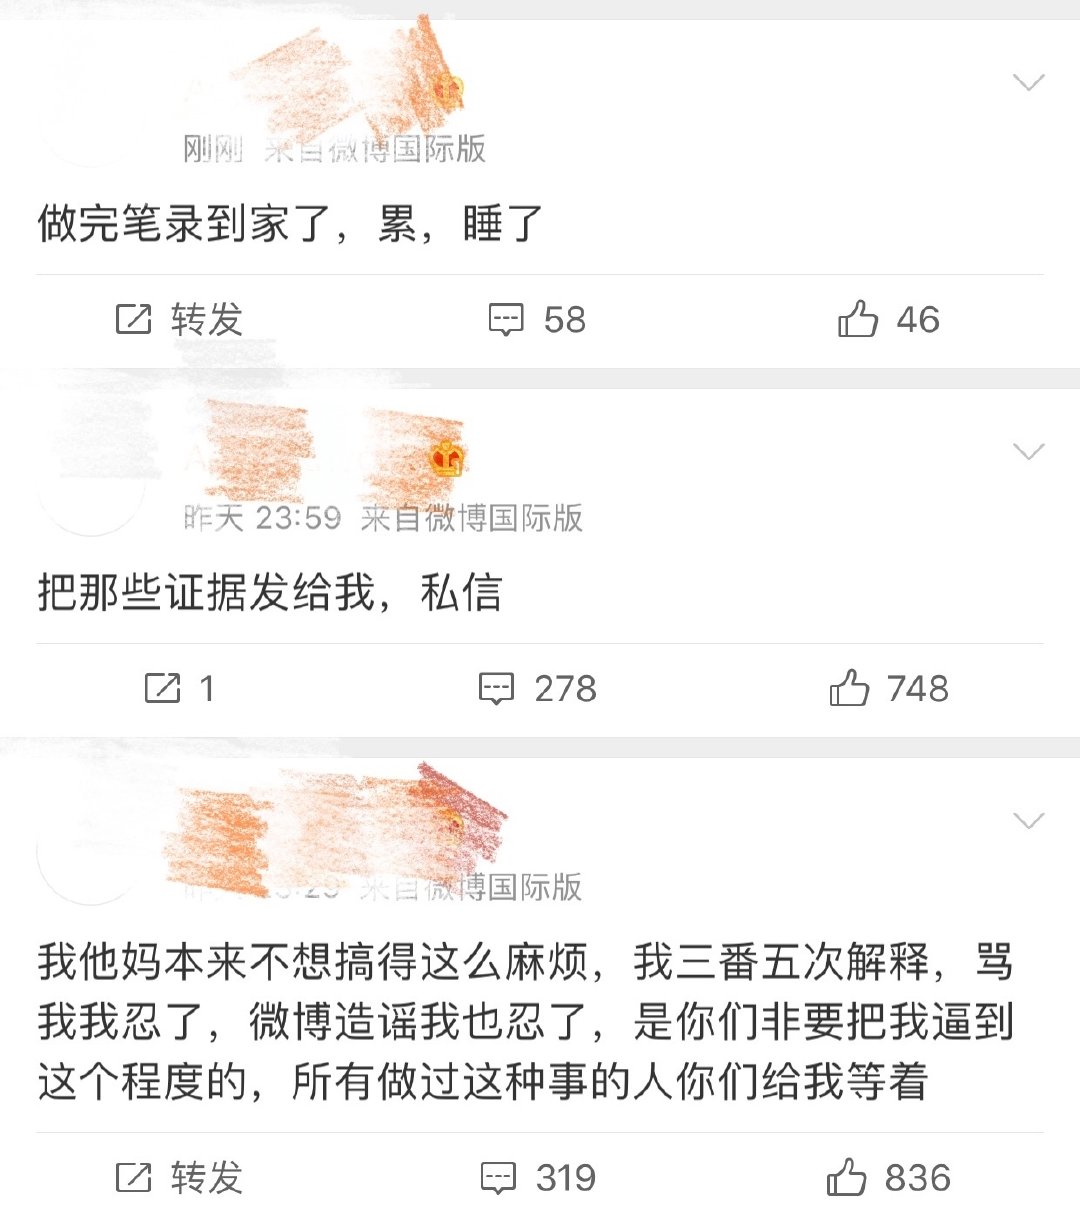 刚刚 来自微博国际版
做完笔录到家了，累，睡了
转发 58 46
昨天 23:59 来自微博国际版
把那些证据发给我，私信
1 278 748
来自微博国际版
我他妈本来不想搞得这么麻烦，我三番五次解释，骂
我我忍了，微博造谣我也忍了，是你们非要把我逼到
这个程度的，所有做过这种事的人你们给我等着
转发 319 836